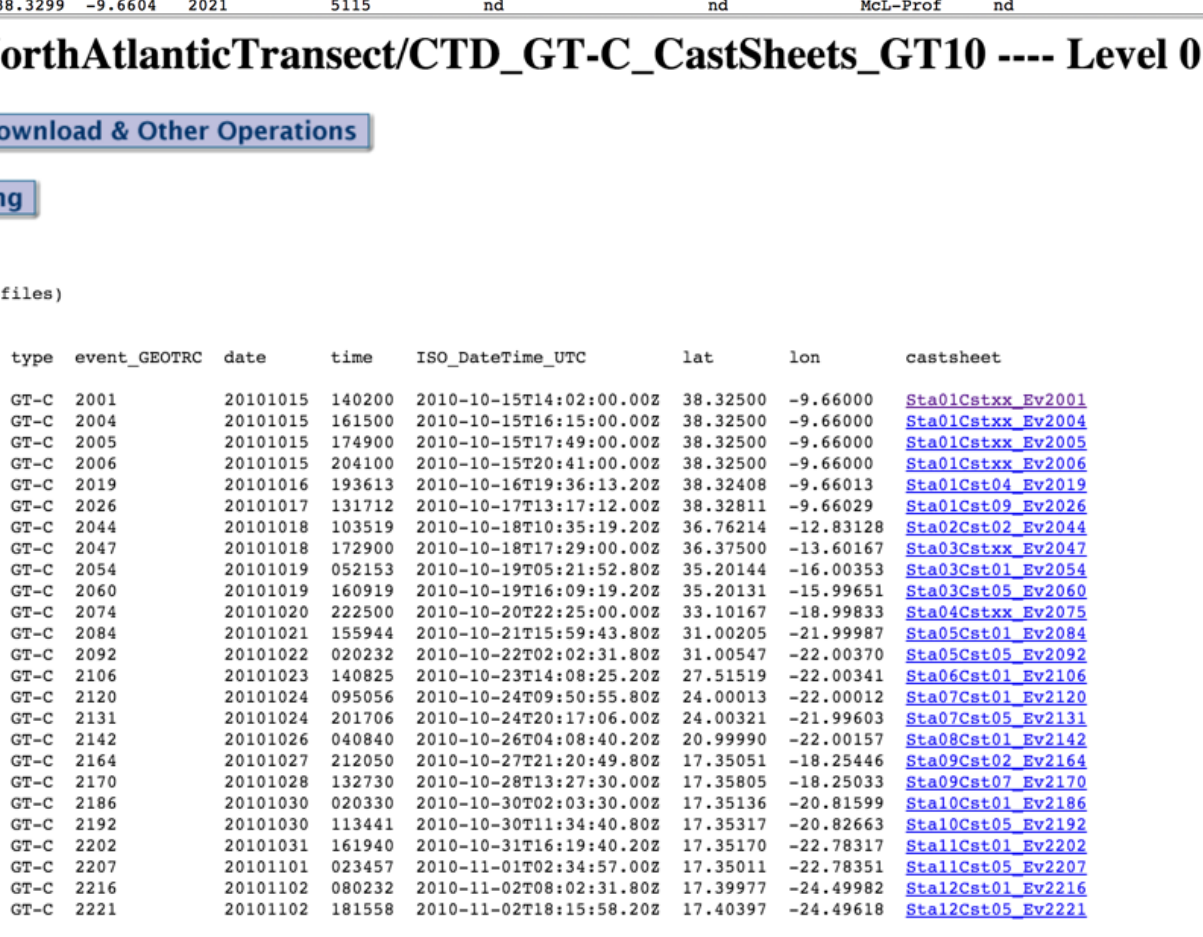 38.3299 -9.6604 2021 5115 nd nd McL-Prof nd
orthAtlanticTransect/CTD_GT-C_CastSheets_GT10 ---- Level 0
ownload & Other Operations
ng
files)
type event_GEOTRC date time ISO_DateTime_UTC lat lon castsheet
GT-C 2001 20101015 140200 2010-10-15T14:02:00.00Z 38.32500 -9.66000 Sta01Cstxx_Ev2001
GT-C 2004 20101015 161500 2010-10-15T16:15:00.00Z 38.32500 -9.66000 Sta01Cstxx_Ev2004
GT-C 2005 20101015 174900 2010-10-15T17:49:00.00Z 38.32500 -9.66000 Sta01Cstxx_Ev2005
GT-C 2006 20101015 204100 2010-10-15T20:41:00.00Z 38.32500 -9.66000 Sta01Cstxx_Ev2006
GT-C 2019 20101016 193613 2010-10-16T19:36:13.20Z 38.32408 -9.66013 Sta01Cst04_Ev2019
GT-C 2026 20101017 131712 2010-10-17T13:17:12.00Z 38.32811 -9.66029 Sta01Cst09_Ev2026
GT-C 2044 20101018 103519 2010-10-18T10:35:19.20Z 36.76214 -12.83128 Sta02Cst02_Ev2044
GT-C 2047 20101018 172900 2010-10-18T17:29:00.00Z 36.37500 -13.60167 Sta03Cstxx_Ev2047
GT-C 2054 20101019 052153 2010-10-19T05:21:52.80Z 35.20144 -16.00353 Sta03Cst01_Ev2054
GT-C 2060 20101019 160919 2010-10-19T16:09:19.20Z 35.20131 -15.99651 Sta03Cst05_Ev2060
GT-C 2074 20101020 222500 2010-10-20T22:25:00.00Z 33.10167 -18.99833 Sta04Cstxx_Ev2075
GT-C 2084 20101021 155944 2010-10-21T15:59:43.80Z 31.00205 -21.99987 Sta05Cst01_Ev2084
GT-C 2092 20101022 020232 2010-10-22T02:02:31.80Z 31.00547 -22.00370 Sta05Cst05_Ev2092
GT-C 2106 20101023 140825 2010-10-23T14:08:25.20Z 27.51519 -22.00341 Sta06Cst01_Ev2106
GT-C 2120 20101024 095056 2010-10-24T09:50:55.80Z 24.00013 -22.00012 Sta07Cst01_Ev2120
GT-C 2131 20101024 201706 2010-10-24T20:17:06.00Z 24.00321 -21.99603 Sta07Cst05_Ev2131
GT-C 2142 20101026 040840 2010-10-26T04:08:40.20Z 20.99990 -22.00157 Sta08Cst01_Ev2142
GT-C 2164 20101027 212050 2010-10-27T21:20:49.80Z 17.35051 -18.25446 Sta09Cst02_Ev2164
GT-C 2170 20101028 132730 2010-10-28T13:27:30.00Z 17.35805 -18.25033 Sta09Cst07_Ev2170
GT-C 2186 20101030 020330 2010-10-30T02:03:30.00Z 17.35136 -20.81599 Sta10Cst01_Ev2186
GT-C 2192 20101030 113441 2010-10-30T11:34:40.80Z 17.35317 -20.82663 Sta10Cst05_Ev2192
GT-C 2202 20101031 161940 2010-10-31T16:19:40.20Z 17.35170 -22.78317 Sta11Cst01_Ev2202
GT-C 2207 20101101 023457 2010-11-01T02:34:57.00Z 17.35011 -22.78351 Sta11Cst05_Ev2207
GT-C 2216 20101102 080232 2010-11-02T08:02:31.80Z 17.39977 -24.49982 Sta12Cst01_Ev2216
GT-C 2221 20101102 181558 2010-11-02T18:15:58.20Z 17.40397 -24.49618 Sta12Cst05_Ev2221